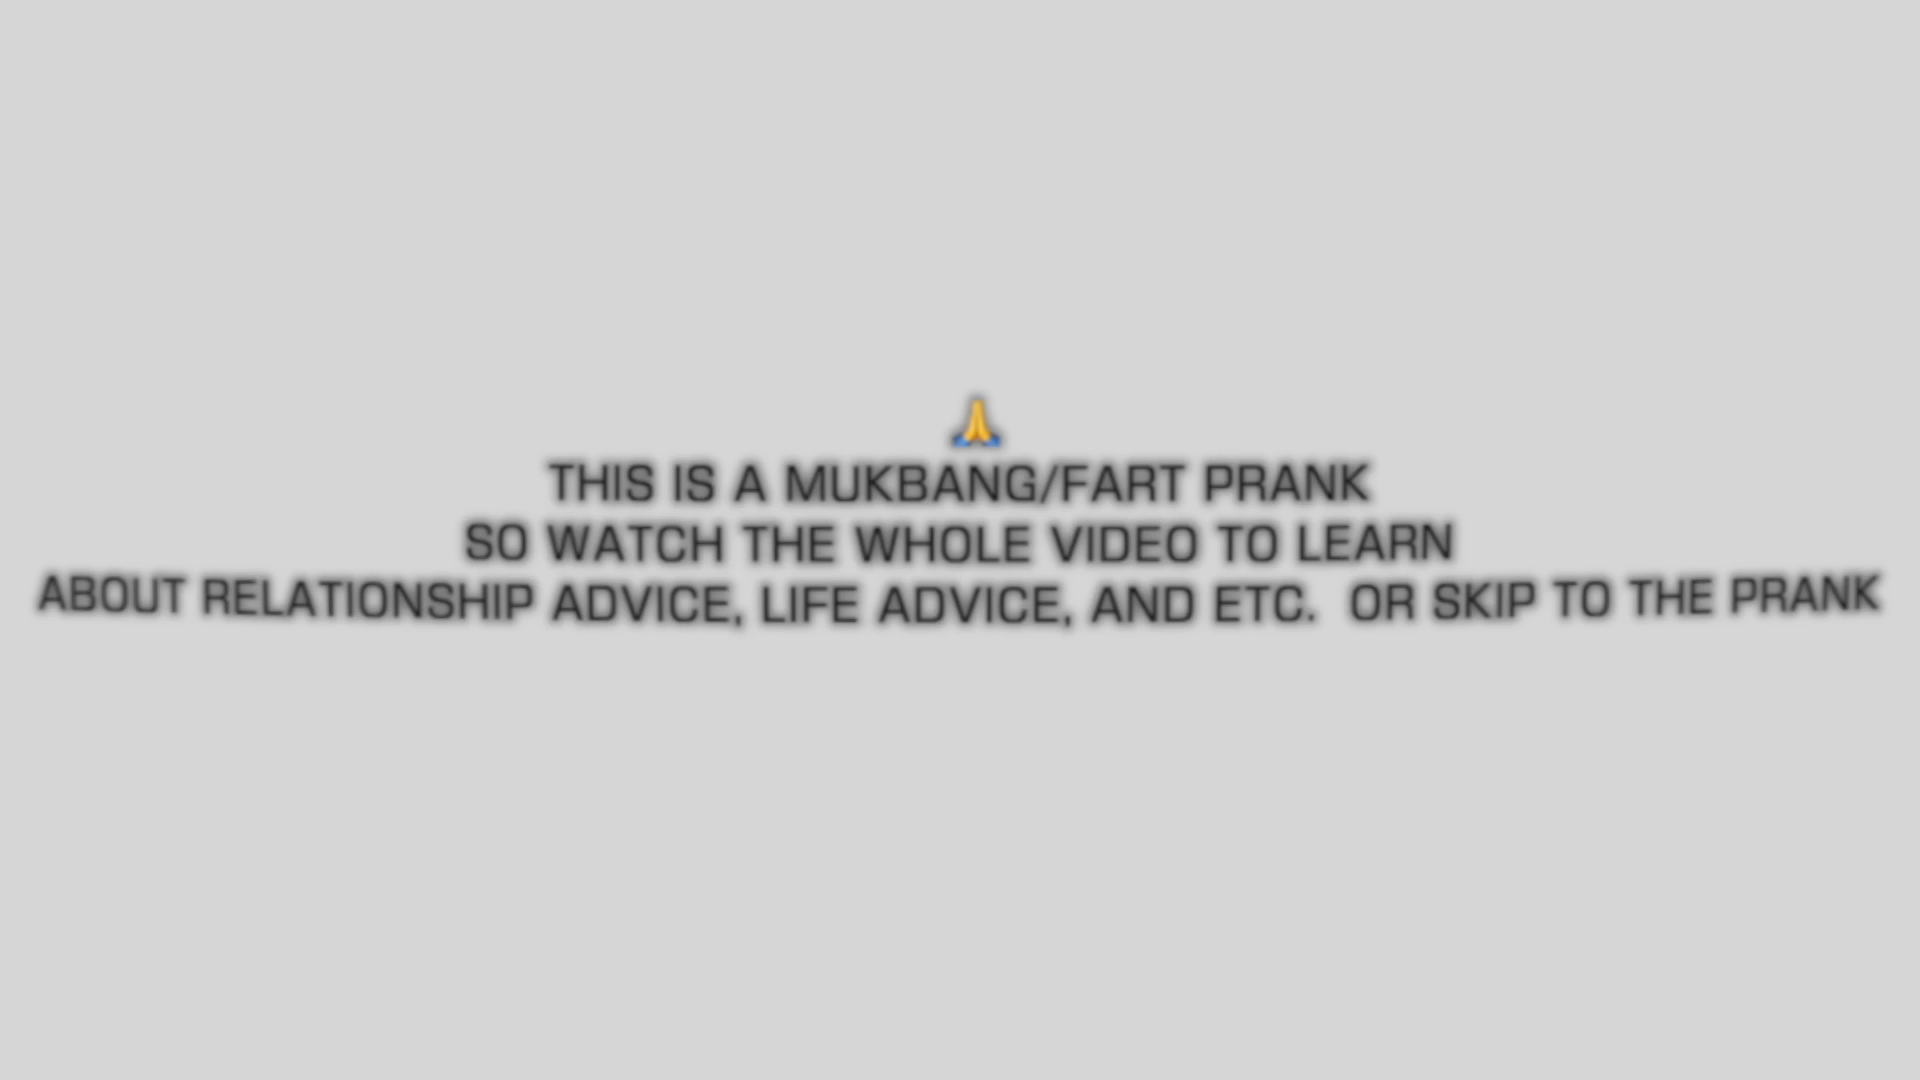 🙏
THIS IS A MUKBANG/FART PRANK
SO WATCH THE WHOLE VIDEO TO LEARN
ABOUT RELATIONSHIP ADVICE, LIFE ADVICE, AND ETC.  OR SKIP TO THE PRANK